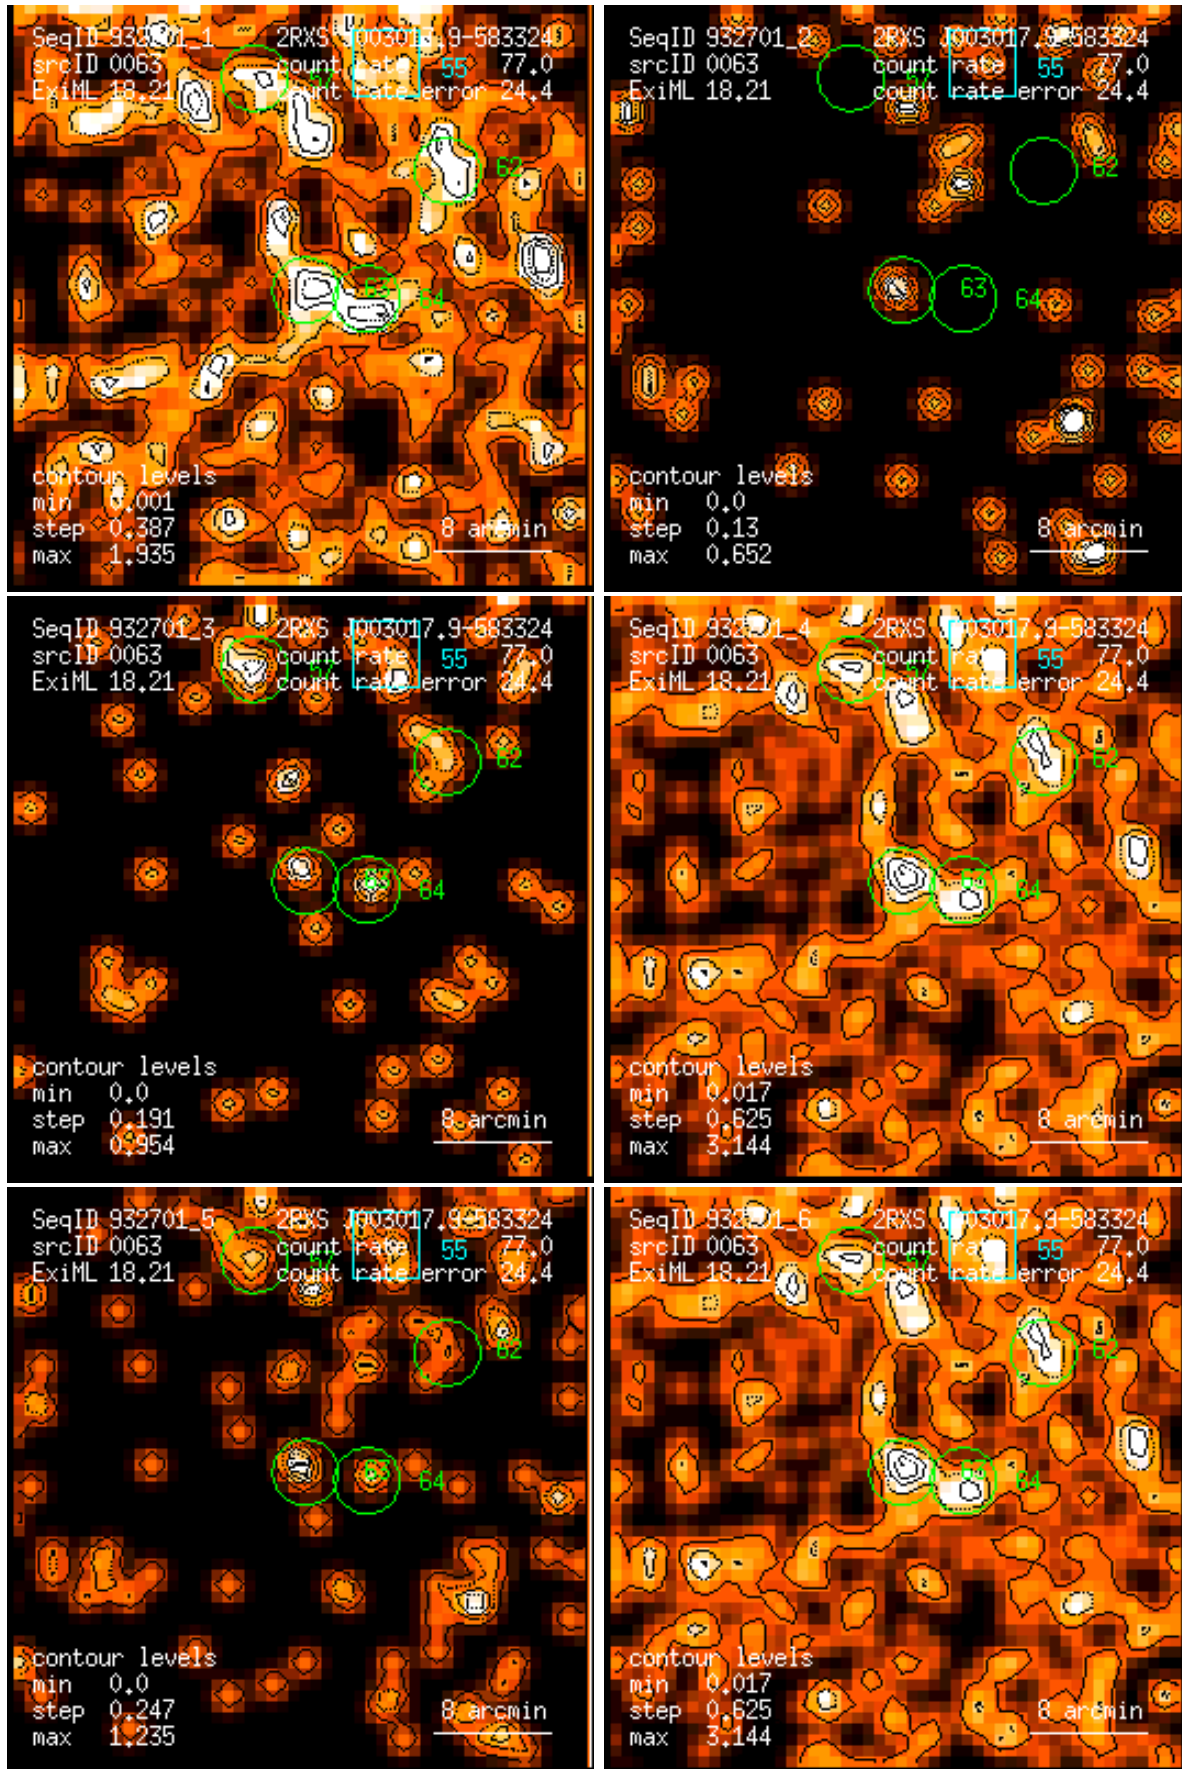 SeqID 932701_1 2RXS J003017.9-583324
srcID 0063 count rate 77.0
ExiML 18.21 count rate error 24.4
57
55
62
63
64
contour levels
min 0.001
step 0.387
max 1.935
8 arcmin
SeqID 932701_2 2RXS J003017.9-583324
srcID 0063 count rate 77.0
ExiML 18.21 count rate error 24.4
57
55
62
63
64
contour levels
min 0.0
step 0.13
max 0.652
8 arcmin
SeqID 932701_3 2RXS J003017.9-583324
srcID 0063 count rate 77.0
ExiML 18.21 count rate error 24.4
57
55
62
63
64
contour levels
min 0.0
step 0.191
max 0.954
8 arcmin
SeqID 932701_4 2RXS J003017.9-583324
srcID 0063 count rate 77.0
ExiML 18.21 count rate error 24.4
57
55
62
63
64
contour levels
min 0.017
step 0.625
max 3.144
8 arcmin
SeqID 932701_5 2RXS J003017.9-583324
srcID 0063 count rate 77.0
ExiML 18.21 count rate error 24.4
57
55
62
63
64
contour levels
min 0.0
step 0.247
max 1.235
8 arcmin
SeqID 932701_6 2RXS J003017.9-583324
srcID 0063 count rate 77.0
ExiML 18.21 count rate error 24.4
57
55
62
63
64
contour levels
min 0.017
step 0.625
max 3.144
8 arcmin